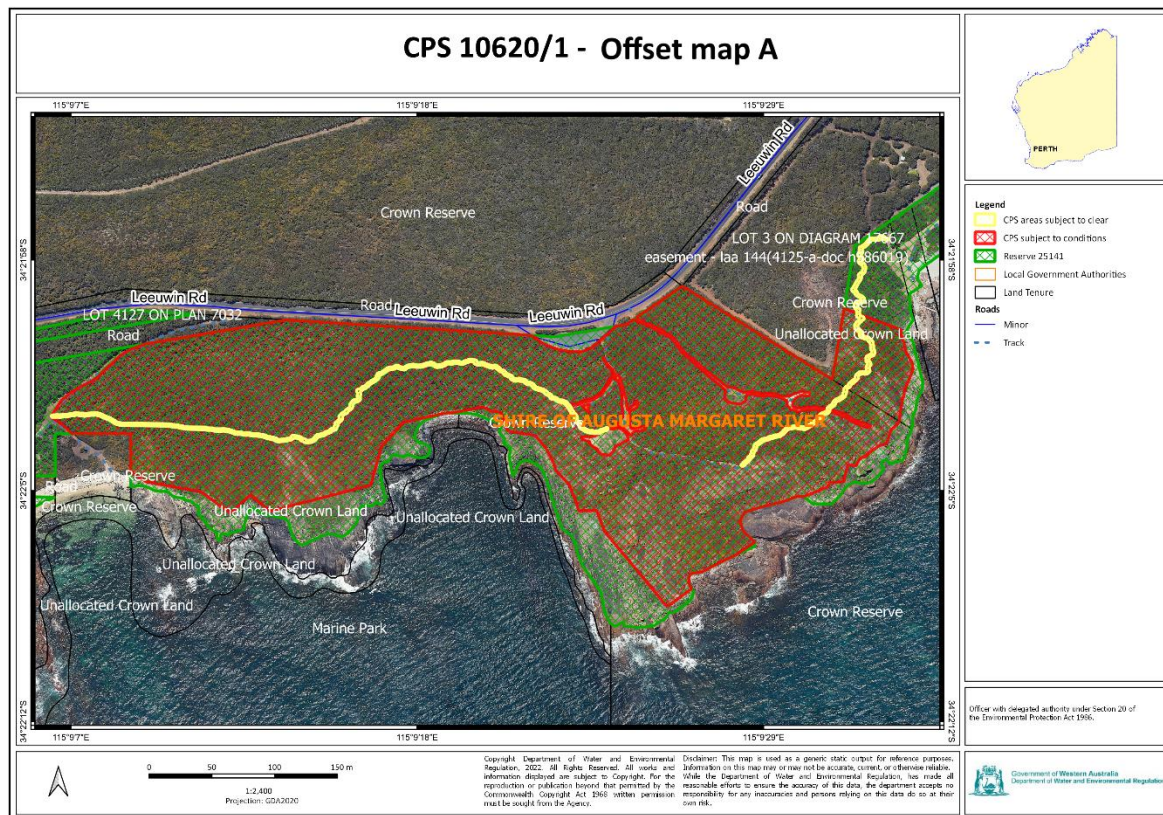 CPS 10620/1 - Offset map A
PERTH
Legend
CPS areas subject to clear
CPS subject to conditions
Reserve 25141
Local Government Authorities
Land Tenure
Roads
Minor
Track
115°9'7"E
115°9'18"E
115°9'29"E
34°21'58"S
34°21'58"S
34°22'5"S
34°22'5"S
34°22'12"S
34°22'12"S
Leeuwin Rd
Road
Crown Reserve
LOT 3 ON DIAGRAM
Crown Reserve
Unallocated Crown Land
Leeuwin Rd
Road
Leeuwin Rd
Leeuwin Rd
LOT 4127 ON PLAN 7032
Road
SHIRE OF AUGUSTA MARGARET RIVER
Crown Reserve
Crown Reserve
Road
Crown Reserve
Unallocated Crown Land
Unallocated Crown Land
Unallocated Crown Land
Unallocated Crown Land
Marine Park
Crown Reserve
115°9'7"E
115°9'18"E
115°9'29"E
0 50 100 150 m
1:2,400
Projection: GDA2020
Copyright Department of Water and Environmental
Regulation, 2022. All Rights Reserved. All works and
information displayed are subject to Copyright. For the
reproduction or publication beyond that permitted by the
Commonwealth Copyright Act 1968 written permission
must be sought from the Agency.
Disclaimer: This map is used as a generic static output for reference purposes.
Information on this map may or may not be accurate, current, or otherwise reliable.
While the Department of Water and Environmental Regulation, has made all
reasonable efforts to ensure the accuracy of this data, the department accepts no
responsibility for any inaccuracies and persons relying on this data do so at their
own risk.
Officer with delegated authority under Section 20 of
the Environmental Protection Act 1986.
Government of Western Australia
Department of Water and Environmental Regulation